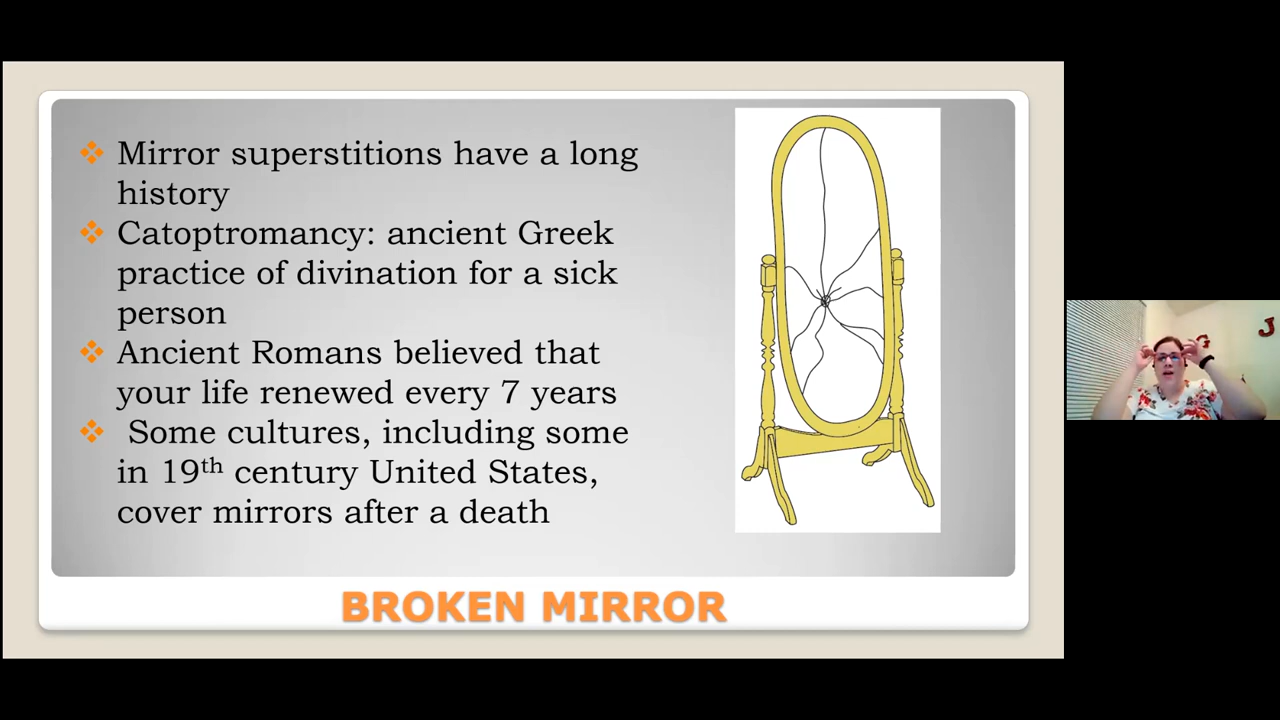 Mirror superstitions have a long
history
Catoptromancy: ancient Greek
practice of divination for a sick
person
Ancient Romans believed that
your life renewed every 7 years
Some cultures, including some
in 19th century United States,
cover mirrors after a death
BROKEN MIRROR
G
J